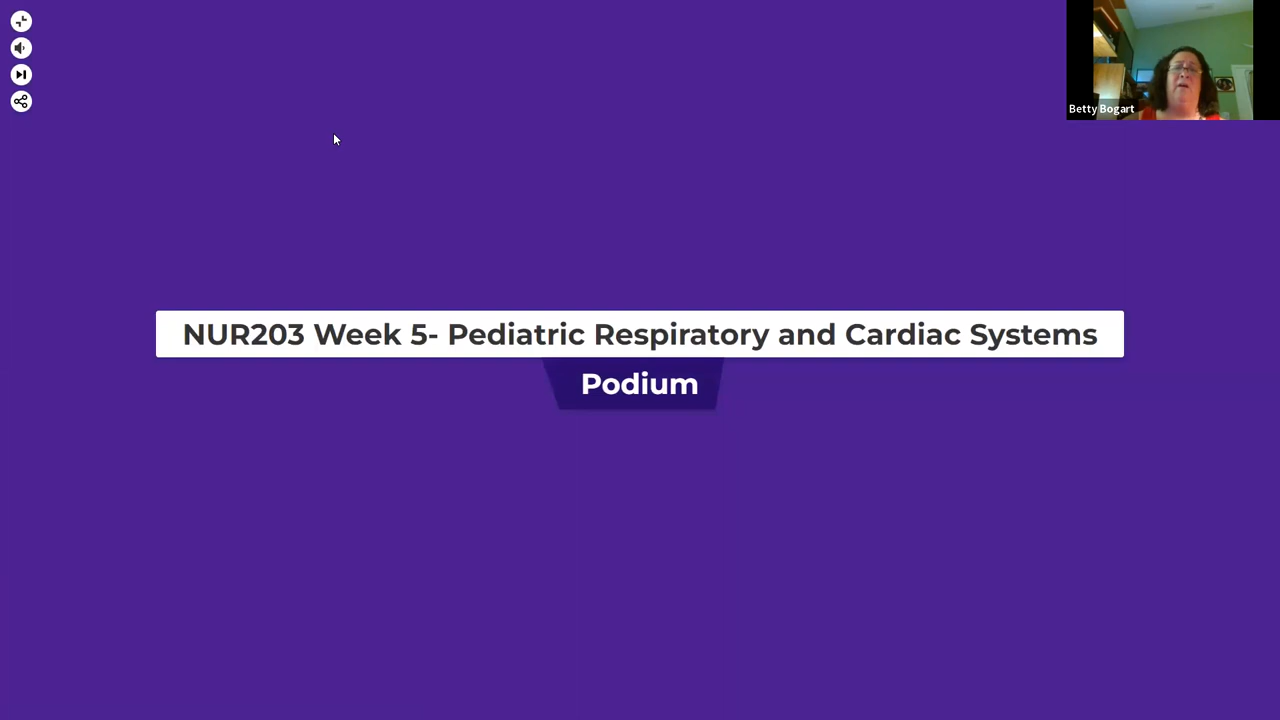 Betty Bogart
NUR203 Week 5- Pediatric Respiratory and Cardiac Systems
Podium